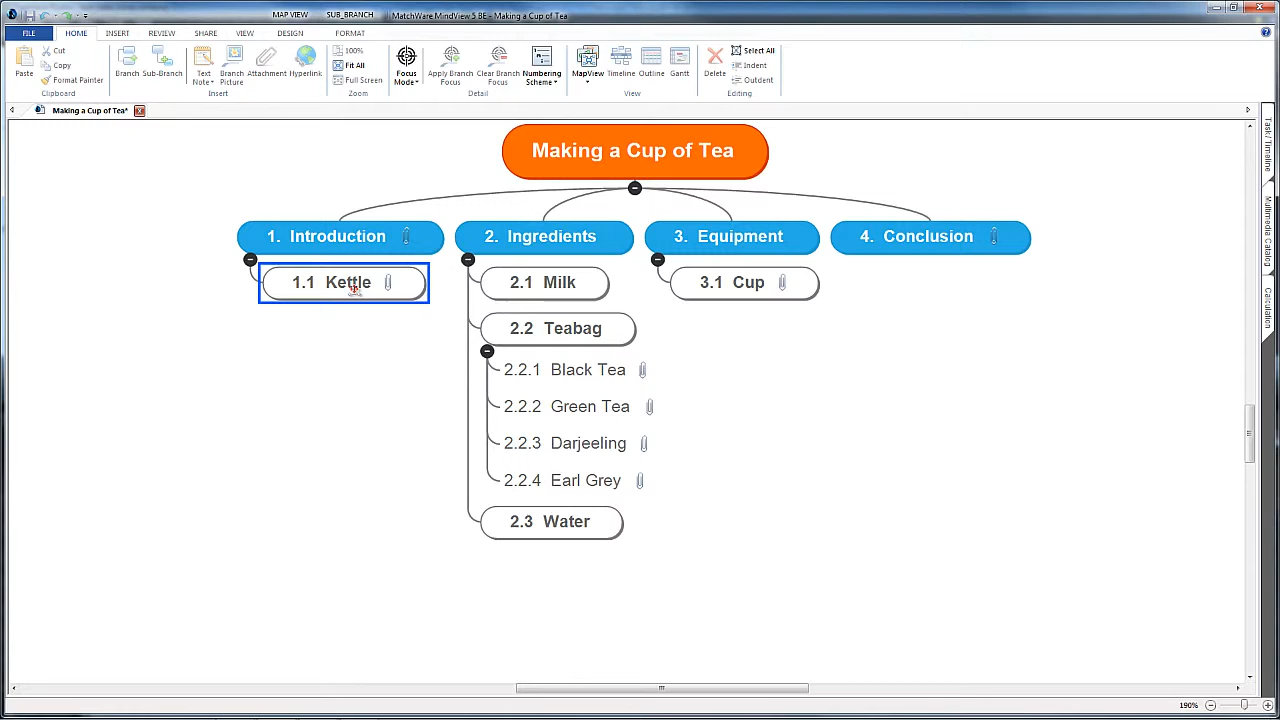 MAP VIEW SUB_BRANCH MatchWare MindView 5 BE - Making a Cup of Tea
FILE HOME INSERT REVIEW SHARE VIEW DESIGN FORMAT
Paste
Cut
Copy
Format Painter
Clipboard
Branch Sub-Branch
Text Note
Branch Picture
Attachment Hyperlink
Insert
100%
Fit All
Full Screen
Zoom
Focus Mode
Apply Branch Focus
Clear Branch Focus
Numbering Scheme
Detail
MapView Timeline Outline Gantt
View
Delete
Select All
Indent
Outdent
Editing
Making a Cup of Tea*
Making a Cup of Tea
1. Introduction
1.1 Kettle
2. Ingredients
2.1 Milk
2.2 Teabag
2.2.1 Black Tea
2.2.2 Green Tea
2.2.3 Darjeeling
2.2.4 Earl Grey
2.3 Water
3. Equipment
3.1 Cup
4. Conclusion
Task/Timeline
Multimedia Catalog
Calculation
190%